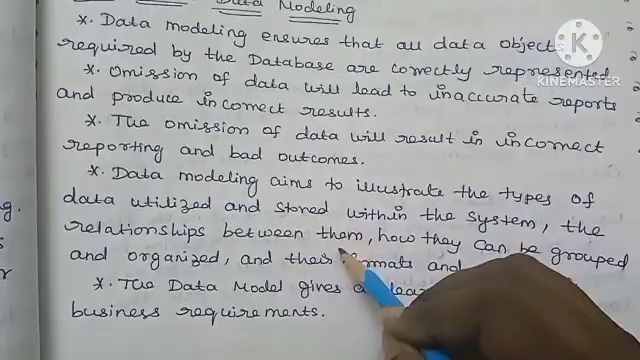 Data Modeling
*. Data modeling ensures that all data objects
required by the Database are correctly represented
*. Omission of data will lead to inaccurate reports
and produce incorrect results.
*. The omission of data will result in incorrect
reporting and bad outcomes.
*. Data modeling aims to illustrate the types of
data utilized and stored within the system, the
relationships between them, how they can be grouped
and organized, and their formats and
*. The Data Model gives a
business requirements.
KINEMASTER